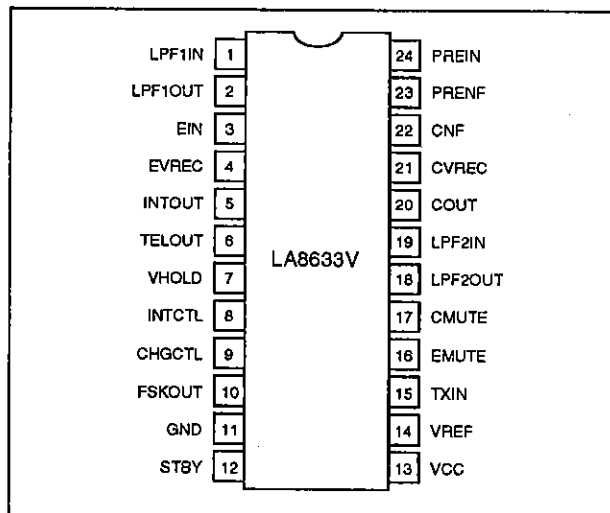 LPF1IN 1 24 PREIN
LPF1OUT 2 23 PRENF
EIN 3 22 CNF
EVREC 4 21 CVREC
INTOUT 5 20 COUT
TELOUT 6 19 LPF2IN
LA8633V
VHOLD 7 18 LPF2OUT
INTCTL 8 17 CMUTE
CHGCTL 9 16 EMUTE
FSKOUT 10 15 TXIN
GND 11 14 VREF
STBY 12 13 VCC